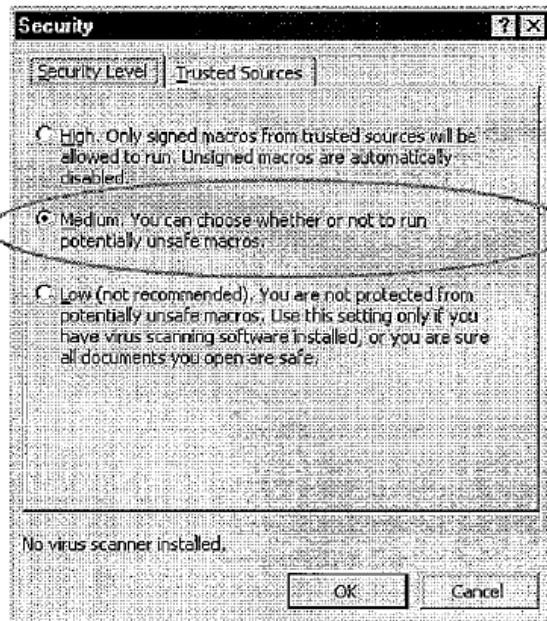 Security
Security Level Trusted Sources
High. Only signed macros from trusted sources will be
allowed to run. Unsigned macros are automatically
disabled.
Medium. You can choose whether or not to run
potentially unsafe macros.
Low (not recommended). You are not protected from
potentially unsafe macros. Use this setting only if you
have virus scanning software installed, or you are sure
all documents you open are safe.
No virus scanner installed.
OK Cancel